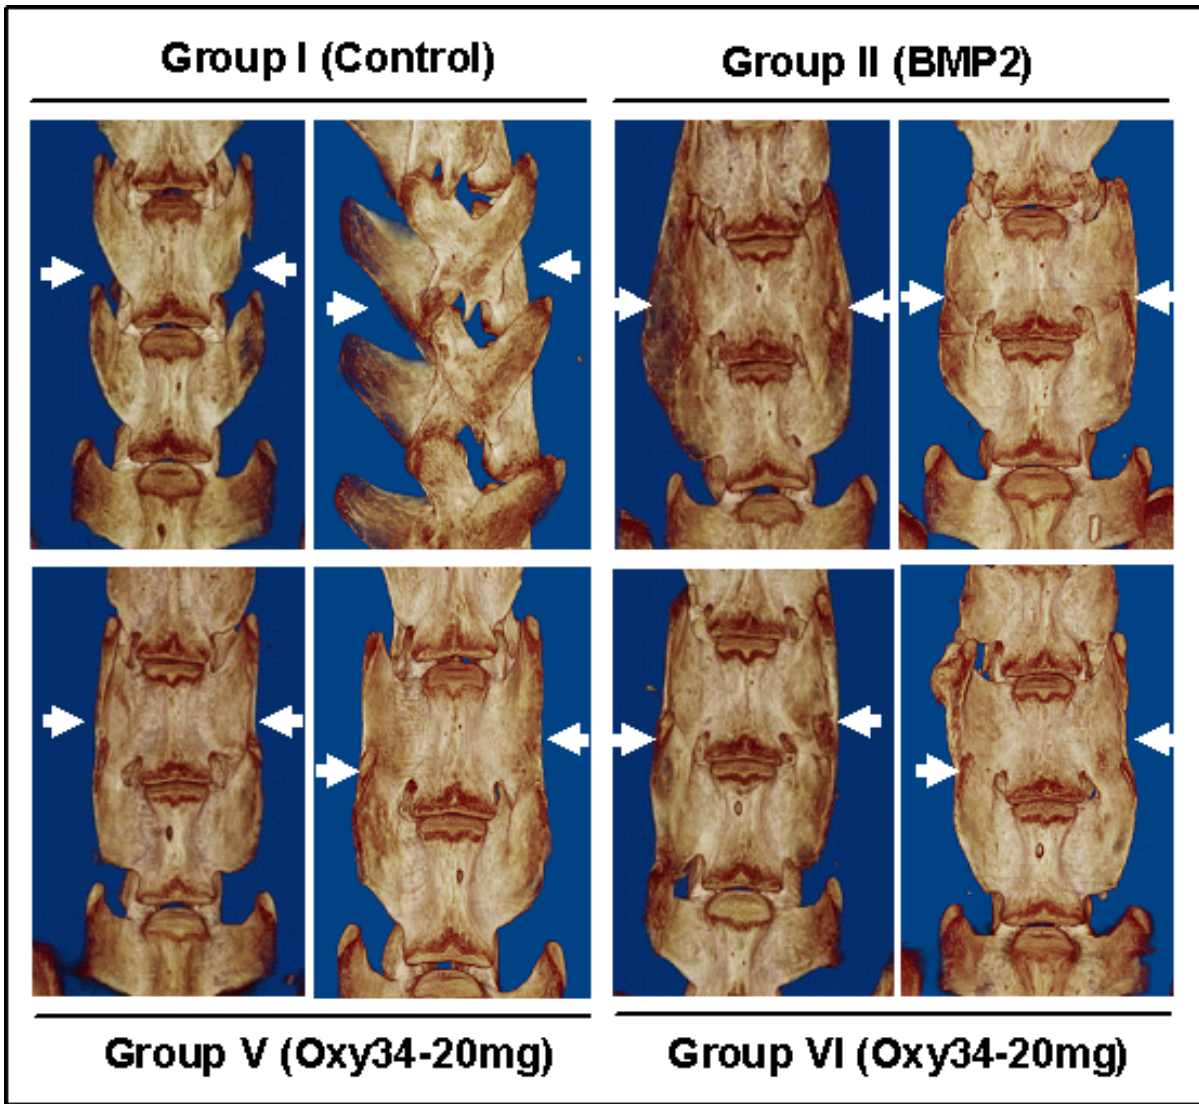 Group I (Control)
Group II (BMP2)
Group V (Oxy34-20mg)
Group VI (Oxy34-20mg)